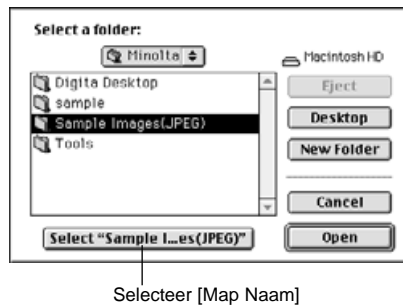 Select a folder:
Minolta
Macintosh HD
Digita Desktop
sample
Sample Images(JPEG)
Tools
Eject
Desktop
New Folder
Cancel
Select “Sample I...es(JPEG)”
Open
Selecteer [Map Naam]